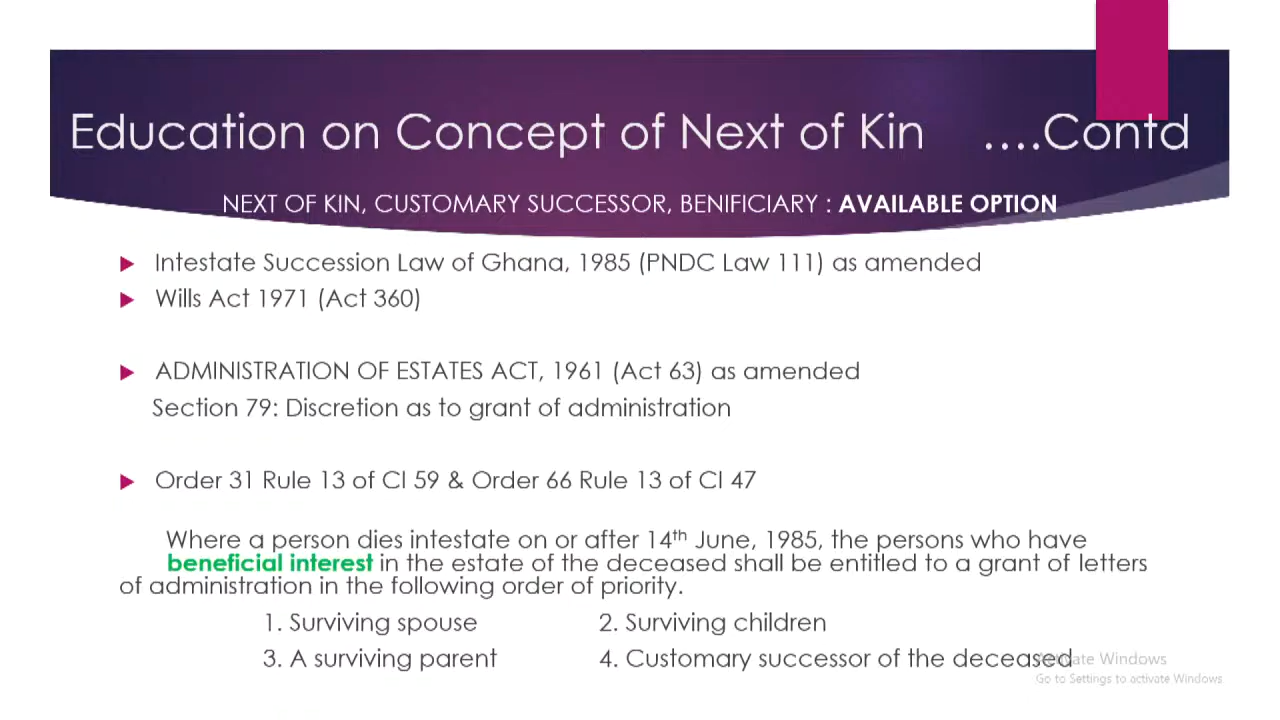 Education on Concept of Next of Kin ....Contd
NEXT OF KIN, CUSTOMARY SUCCESSOR, BENIFICIARY : AVAILABLE OPTION
Intestate Succession Law of Ghana, 1985 (PNDC Law 111) as amended
Wills Act 1971 (Act 360)
ADMINISTRATION OF ESTATES ACT, 1961 (Act 63) as amended
Section 79: Discretion as to grant of administration
Order 31 Rule 13 of CI 59 & Order 66 Rule 13 of CI 47
Where a person dies intestate on or after 14th June, 1985, the persons who have
beneficial interest in the estate of the deceased shall be entitled to a grant of letters
of administration in the following order of priority.
1. Surviving spouse 2. Surviving children
3. A surviving parent 4. Customary successor of the deceased
Activate Windows
Go to Settings to activate Windows